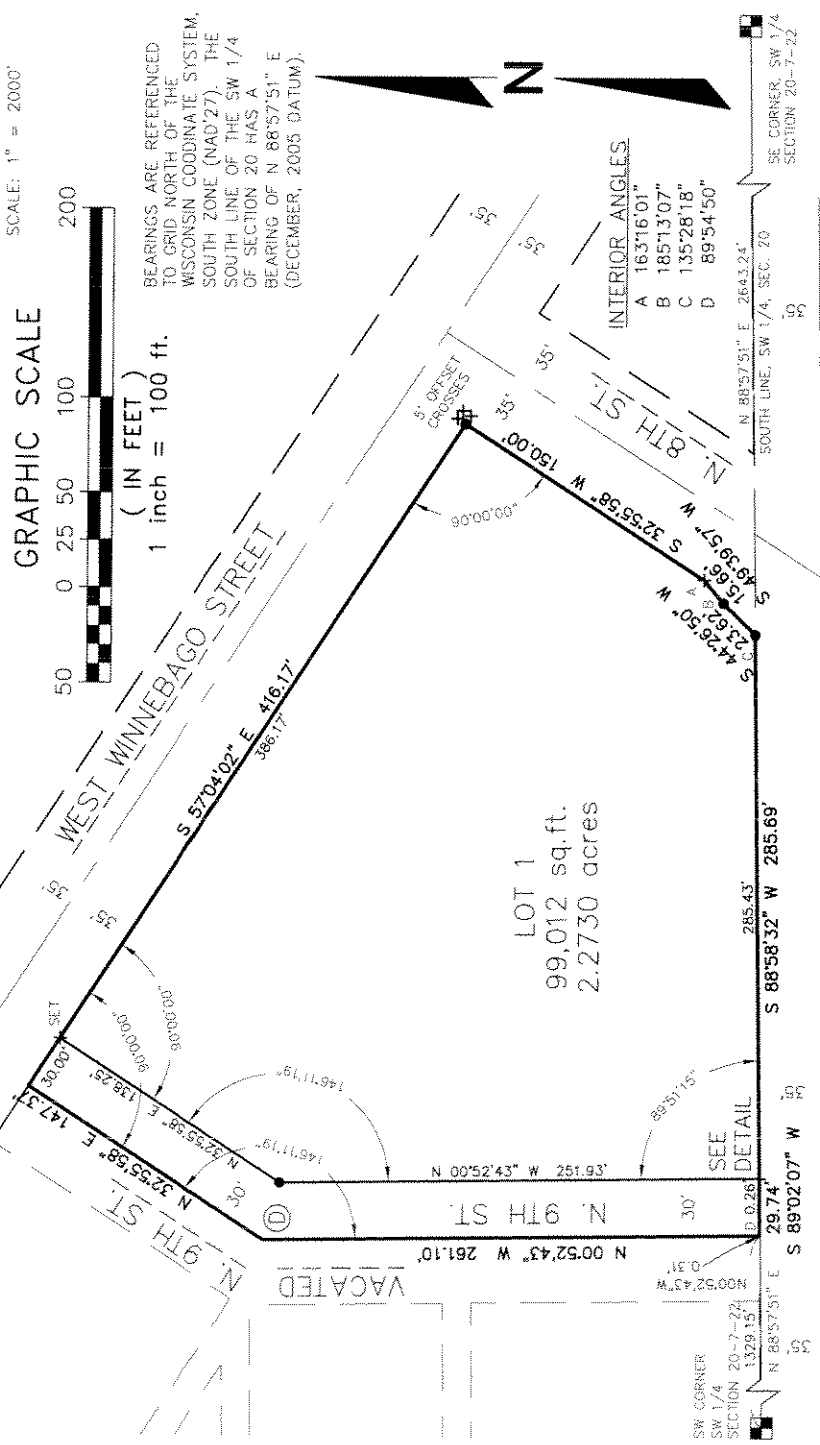 SCALE: 1" = 2000'
GRAPHIC SCALE
50 0 25 50 100 200
( IN FEET )
1 inch = 100 ft.
BEARINGS ARE REFERENCED
TO GRID NORTH OF THE
WISCONSIN COODINATE SYSTEM,
SOUTH ZONE (NAD'27). THE
SOUTH LINE OF THE SW 1/4
OF SECTION 20 HAS A
BEARING OF N 88°57'51" E
(DECEMBER, 2005 DATUM).
N
WEST WINNEBAGO STREET
35'
35'
35'
35'
S 57°04'02" E 416.17'
386.17'
5' OFFSET
CROSSES
35'
35'
N. 8TH ST.
90°00'00"
S 32°55'58" W 150.00'
INTERIOR ANGLES
A 163°16'01"
B 185°13'07"
C 135°28'18"
D 89°54'50"
A
B
C
S 49°39'57" W
15.66'
S 44°26'50" W
23.62'
N 88°57'51" E 2643.24'
SOUTH LINE, SW 1/4, SEC. 20
35'
SE CORNER, SW 1/4
SECTION 20-7-22
LOT 1
99,012 sq.ft.
2.2730 acres
SET
30.00'
90°00'00"
90°00'00"
N 32°55'58" E 147.37'
N 32°55'58" E 138.25'
N. 9TH ST.
30'
146°11'19"
146°11'19"
D
VACATED
N. 9TH ST.
30'
N 00°52'43" W 251.93'
N 00°52'43" W 261.10'
89°51'15"
SEE
DETAIL
285.43'
S 88°58'32" W 285.69'
D 0.26'
29.74'
S 89°02'07" W
35'
N00°52'43"W
0.31'
SW CORNER
SW 1/4
SECTION 20-7-22
1329.15'
N 88°57'51" E
35'